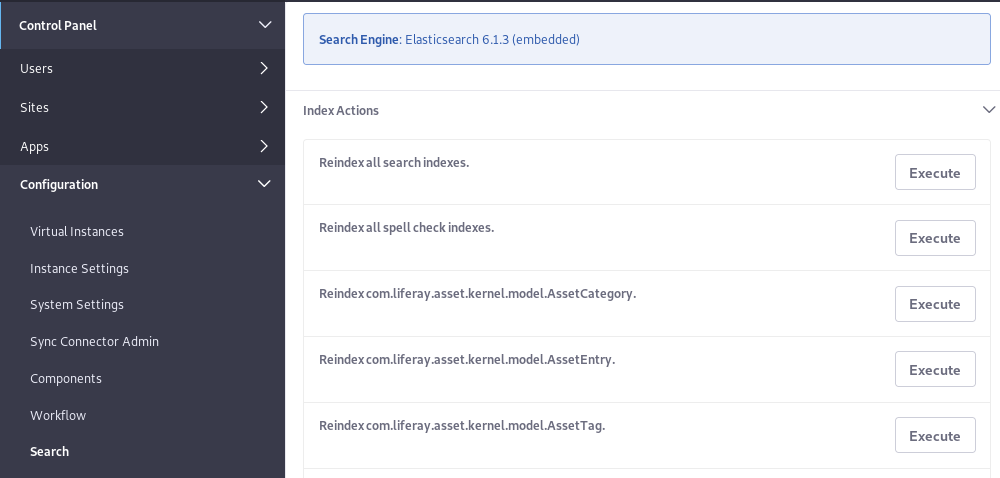 Control Panel
Users
Sites
Apps
Configuration
Virtual Instances
Instance Settings
System Settings
Sync Connector Admin
Components
Workflow
Search
Search Engine: Elasticsearch 6.1.3 (embedded)
Index Actions
Reindex all search indexes.
Execute
Reindex all spell check indexes.
Execute
Reindex com.liferay.asset.kernel.model.AssetCategory.
Execute
Reindex com.liferay.asset.kernel.model.AssetEntry.
Execute
Reindex com.liferay.asset.kernel.model.AssetTag.
Execute